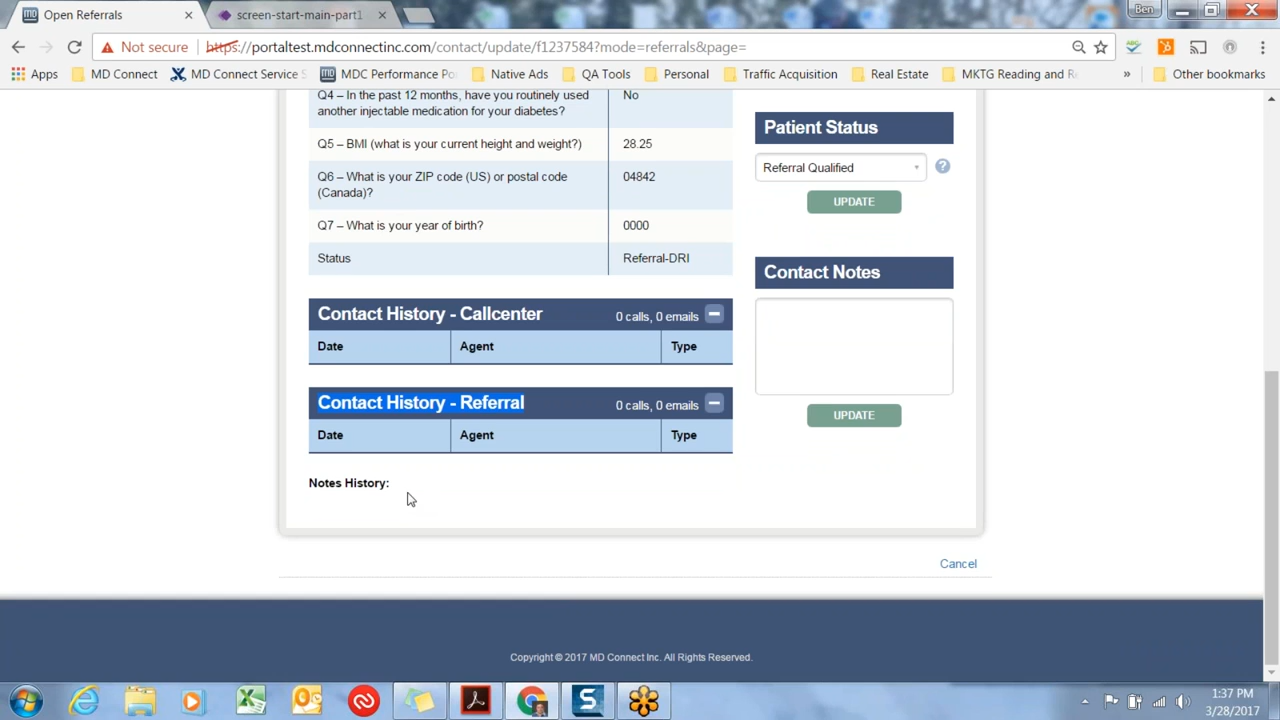 Open Referrals
screen-start-main-part1
Ben
Not secure
https://portaltest.mdconnectinc.com/contact/update/f1237584?mode=referrals&page=
Apps
MD Connect
MD Connect Service
MDC Performance Po
Native Ads
QA Tools
Personal
Traffic Acquisition
Real Estate
MKTG Reading and R
»
Other bookmarks
Q4 – In the past 12 months, have you routinely used
another injectable medication for your diabetes?
No
Q5 – BMI (what is your current height and weight?)
28.25
Q6 – What is your ZIP code (US) or postal code
(Canada)?
04842
Q7 – What is your year of birth?
0000
Status
Referral-DRI
Patient Status
Referral Qualified
?
UPDATE
Contact Notes
UPDATE
Contact History - Callcenter
0 calls, 0 emails
Date
Agent
Type
Contact History - Referral
0 calls, 0 emails
Date
Agent
Type
Notes History:
Cancel
Copyright © 2017 MD Connect Inc. All Rights Reserved.
1:37 PM
3/28/2017